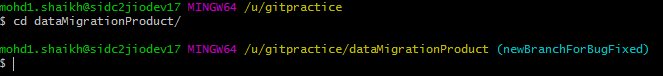 mohd1.shaikh@sidc2jiodev17 MINGW64 /u/gitpractice
$ cd dataMigrationProduct/
mohd1.shaikh@sidc2jiodev17 MINGW64 /u/gitpractice/dataMigrationProduct (newBranchForBugFixed)
$